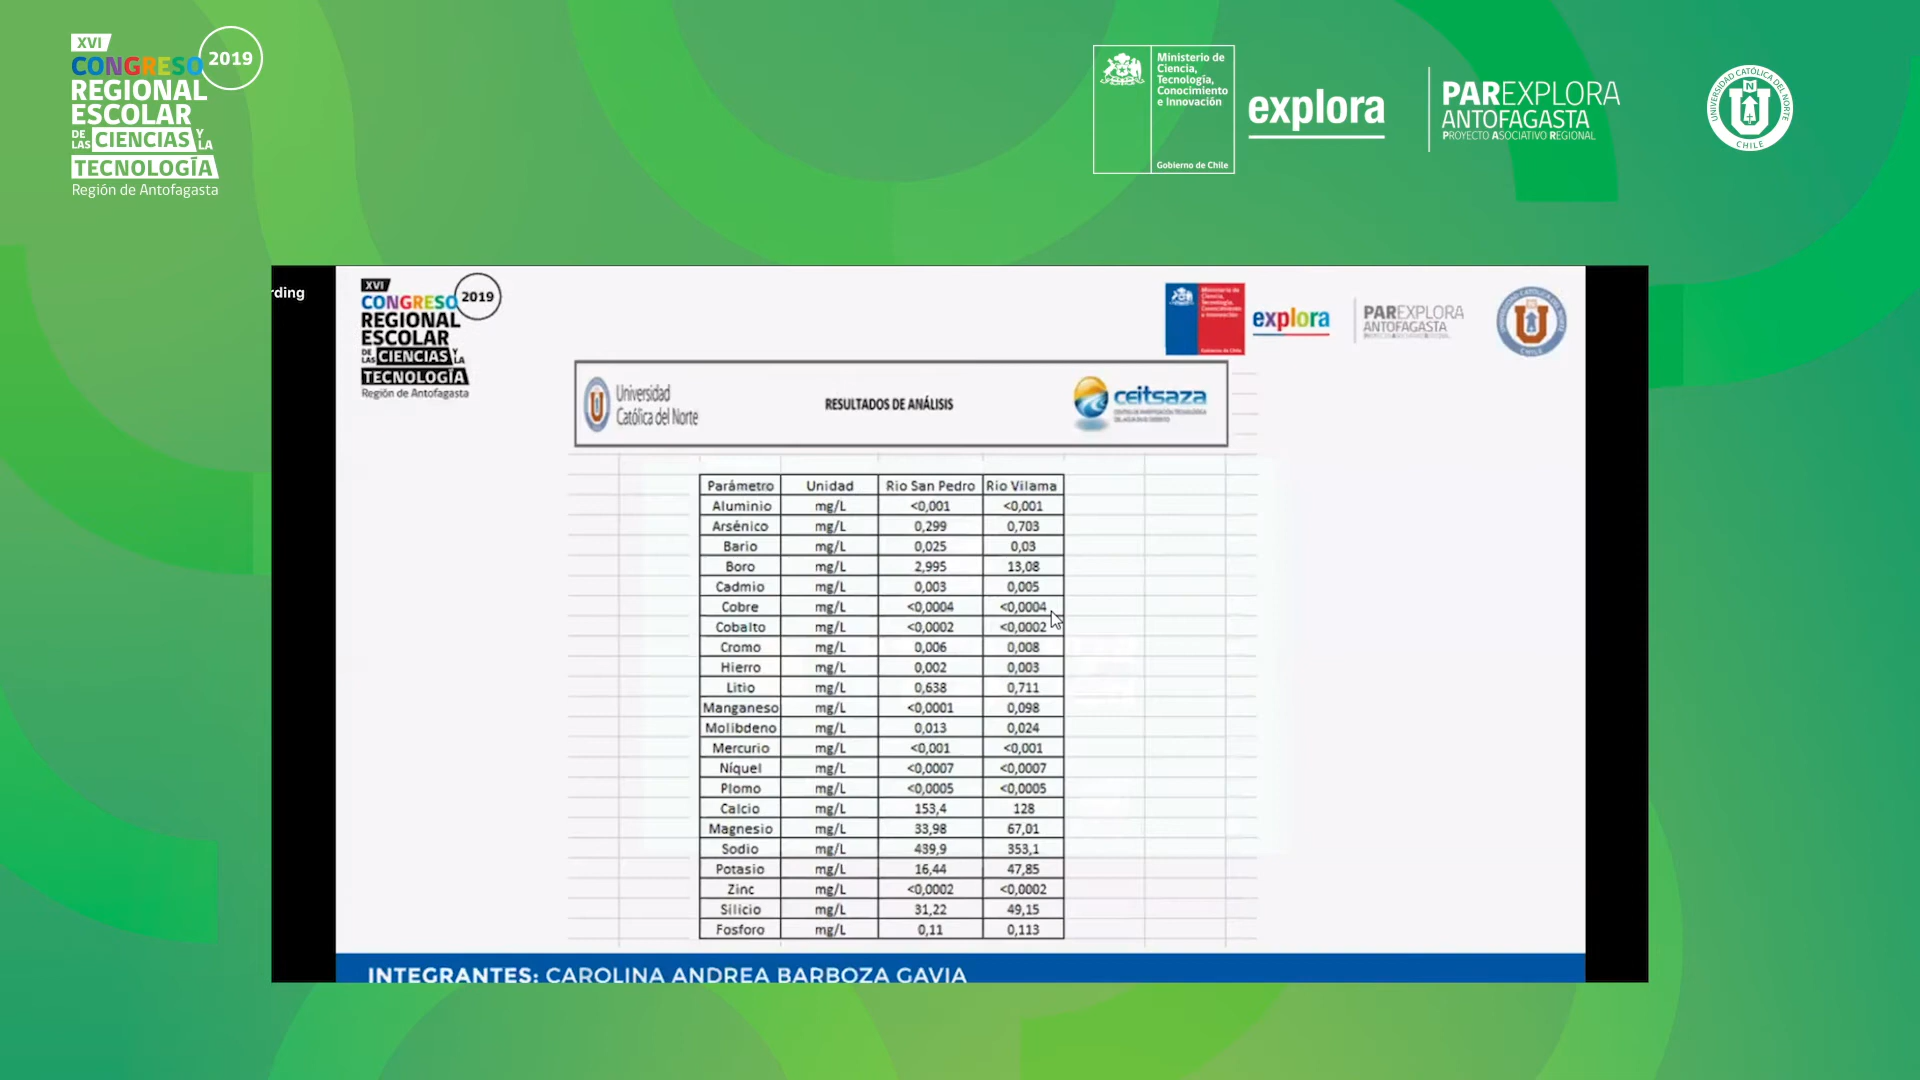 XVI
CONGRESO 2019
REGIONAL
ESCOLAR
DE LAS CIENCIAS Y LA
TECNOLOGÍA
Región de Antofagasta
Ministerio de
Ciencia,
Tecnología,
Conocimiento
e Innovación
Gobierno de Chile
explora
PAREXPLORA
ANTOFAGASTA
PROYECTO ASOCIATIVO REGIONAL
UNIVERSIDAD CATÓLICA DEL NORTE
CHILE
rding
XVI
CONGRESO 2019
REGIONAL
ESCOLAR
DE LAS CIENCIAS Y LA
TECNOLOGÍA
Región de Antofagasta
Ministerio de
Ciencia,
Tecnología,
Conocimiento
e Innovación
Gobierno de Chile
explora
PAREXPLORA
ANTOFAGASTA
Universidad
Católica del Norte
RESULTADOS DE ANÁLISIS
ceitsaza
Parámetro Unidad Rio San Pedro Rio Vilama
Aluminio mg/L <0,001 <0,001
Arsénico mg/L 0,299 0,703
Bario mg/L 0,025 0,03
Boro mg/L 2,995 13,08
Cadmio mg/L 0,003 0,005
Cobre mg/L <0,0004 <0,0004
Cobalto mg/L <0,0002 <0,0002
Cromo mg/L 0,006 0,008
Hierro mg/L 0,002 0,003
Litio mg/L 0,638 0,711
Manganeso mg/L <0,0001 0,098
Molibdeno mg/L 0,013 0,024
Mercurio mg/L <0,001 <0,001
Níquel mg/L <0,0007 <0,0007
Plomo mg/L <0,0005 <0,0005
Calcio mg/L 153,4 128
Magnesio mg/L 33,98 67,01
Sodio mg/L 439,9 353,1
Potasio mg/L 16,44 47,85
Zinc mg/L <0,0002 <0,0002
Silicio mg/L 31,22 49,15
Fosforo mg/L 0,11 0,113
INTEGRANTES: CAROLINA ANDREA BARBOZA GAVIA